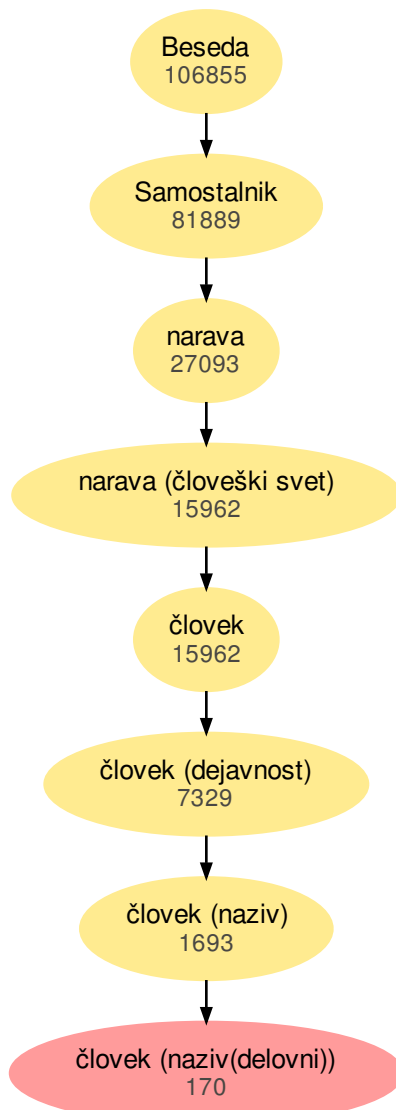 Beseda
106855
Samostalnik
81889
narava
27093
narava (človeški svet)
15962
človek
15962
človek (dejavnost)
7329
človek (naziv)
1693
človek (naziv(delovni))
170